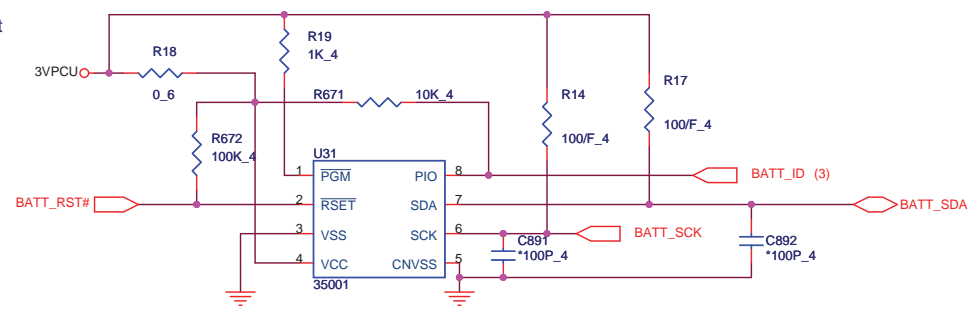 t
R19
1K_4
R18
3VPCU
0_6
R17
R671
10K_4
R14
100/F_4
100/F_4
R672
100K_4
U31
1
PGM
PIO
8
BATT_ID (3)
BATT_RST#
2
RSET
SDA
7
BATT_SDA
3
VSS
SCK
6
BATT_SCK
C891
*100P_4
C892
*100P_4
4
VCC
CNVSS
5
35001